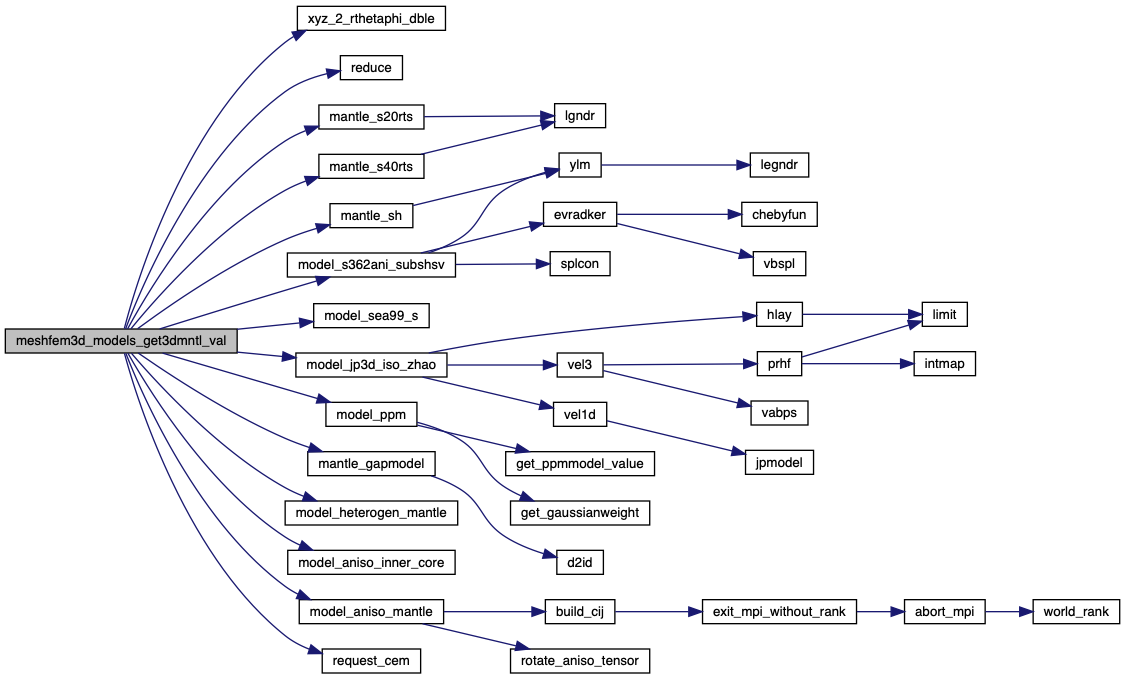 xyz_2_rthetaphi_dble
reduce
mantle_s20rts
lgndr
mantle_s40rts
ylm
legndr
mantle_sh
evradker
chebyfun
model_s362ani_subshsv
splcon
vbspl
model_sea99_s
hlay
limit
meshfem3d_models_get3dmntl_val
model_jp3d_iso_zhao
vel3
prhf
intmap
model_ppm
vel1d
vabps
mantle_gapmodel
get_ppmmodel_value
jpmodel
model_heterogen_mantle
get_gaussianweight
model_aniso_inner_core
d2id
model_aniso_mantle
build_cij
exit_mpi_without_rank
abort_mpi
world_rank
request_cem
rotate_aniso_tensor